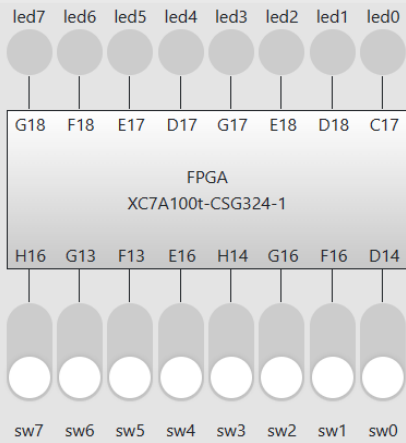 led7 led6 led5 led4 led3 led2 led1 led0
G18 F18 E17 D17 G17 E18 D18 C17
FPGA
XC7A100t-CSG324-1
H16 G13 F13 E16 H14 G16 F16 D14
sw7 sw6 sw5 sw4 sw3 sw2 sw1 sw0